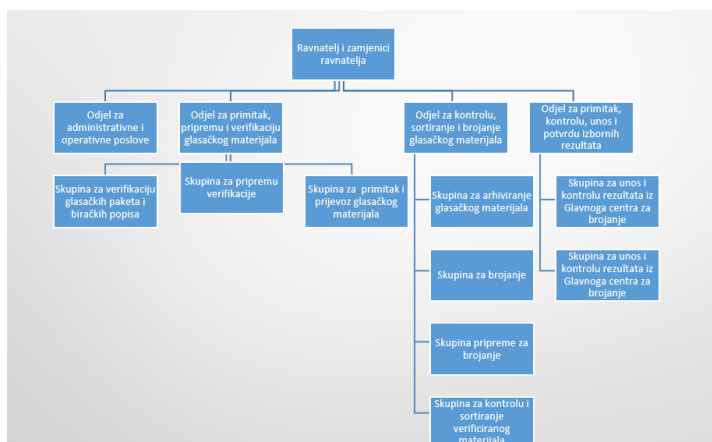 Ravnatelj i zamjenici
ravnatelja
Odjel za
administrativne i
operativne poslove
Odjel za primitak,
pripremu i verifikaciju
glasačkog materijala
Odjel za kontrolu,
sortiranje i brojanje
glasačkog materijala
Odjel za primitak,
kontrolu, unos i
potvrdu izbornih
rezultata
Skupina za verifikaciju
glasačkih paketa i
biračkih popisa
Skupina za pripremu
verifikacije
Skupina za primitak i
prijevoz glasačkog
materijala
Skupina za arhiviranje
glasačkog materijala
Skupina za brojanje
Skupina pripreme za
brojanje
Skupina za kontrolu i
sortiranje
verificiranog
materijala
Skupina za unos i
kontrolu rezultata iz
Glavnoga centra za
brojanje
Skupina za unos i
kontrolu rezultata iz
Glavnoga centra za
brojanje